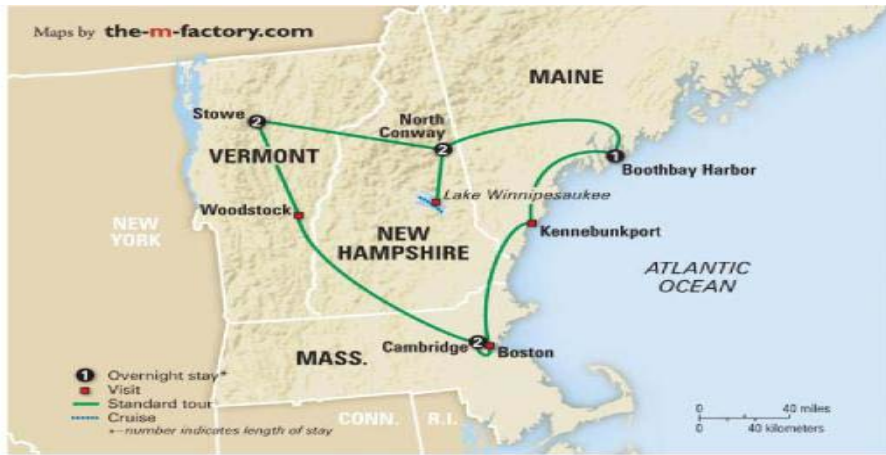 Maps by the-m-factory.com
MAINE
Stowe
2
North
Conway
2
VERMONT
1
Boothbay Harbor
Lake Winnipesaukee
Woodstock
NEW
YORK
NEW
HAMPSHIRE
Kennebunkport
ATLANTIC
OCEAN
MASS.
Cambridge
2
Boston
1 Overnight stay*
Visit
Standard tour
Cruise
*—number indicates length of stay
CONN.
R.I.
0 40 miles
0 40 kilometers